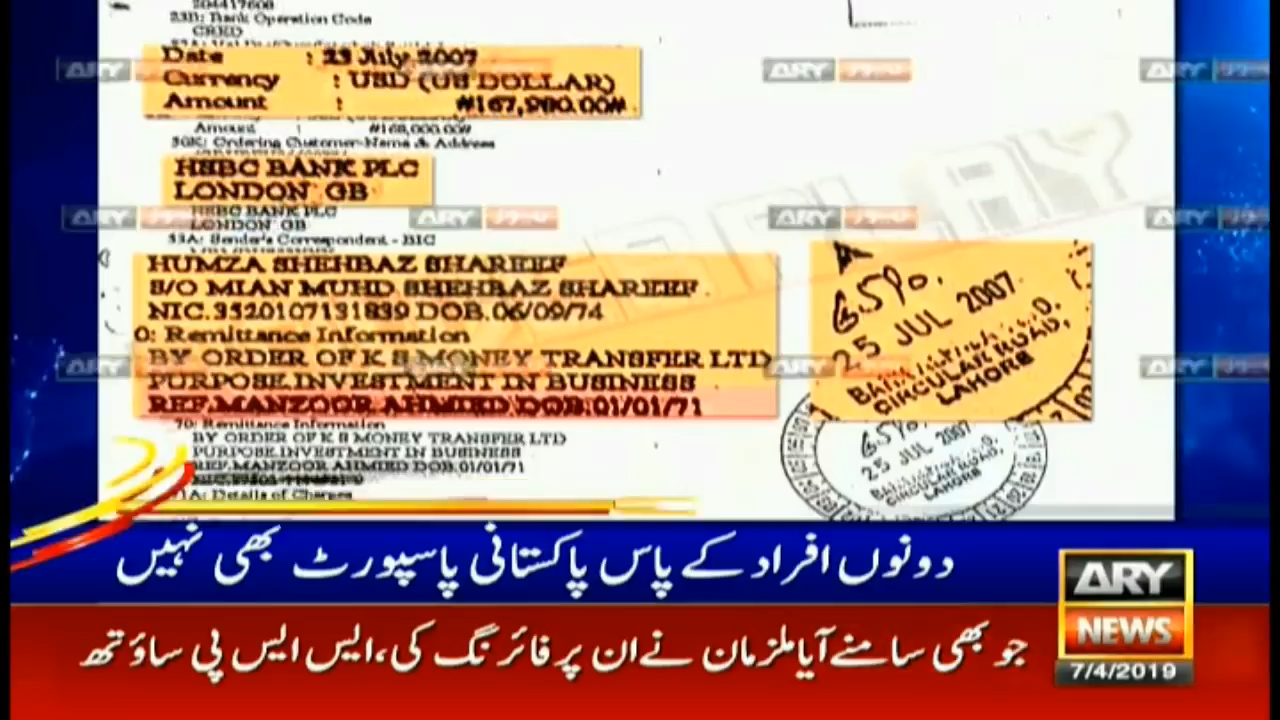 204417608
23B: Bank Operation Code
CRED
Date : 23 July 2007
Currency : USD (US DOLLAR)
Amount : #167,980.00#
Amount : #168,000.00#
50K: Ordering Customer-Name & Address
HSBC BANK PLC
LONDON GB
HSBC BANK PLC
LONDON GB
53A: Sender's Correspondent - BIC
HUMZA SHEHBAZ SHAREEF
S/O MIAN MUHD SHEHBAZ SHAREEF
NIC.3520107131839 DOB.06/09/74
0: Remittance Information
BY ORDER OF K S MONEY TRANSFER LTD
PURPOSE.INVESTMENT IN BUSINESS
REF.MANZOOR AHMED DOB.01/01/71
70: Remittance Information
BY ORDER OF K S MONEY TRANSFER LTD
PURPOSE.INVESTMENT IN BUSINESS
REF.MANZOOR AHMED DOB.01/01/71
71A: Details of Charges
25 JUL 2007
CIRCULAR ROAD,
LAHORE
25 JUL 2007
CIRCULAR ROAD,
LAHORE
دونوں افراد کے پاس پاکستانی پاسپورٹ بھی نہیں
جو بھی سامنے آیا ملزمان نے ان پر فائرنگ کی، ایس ایس پی ساؤتھ
ARY
NEWS
7/4/2019